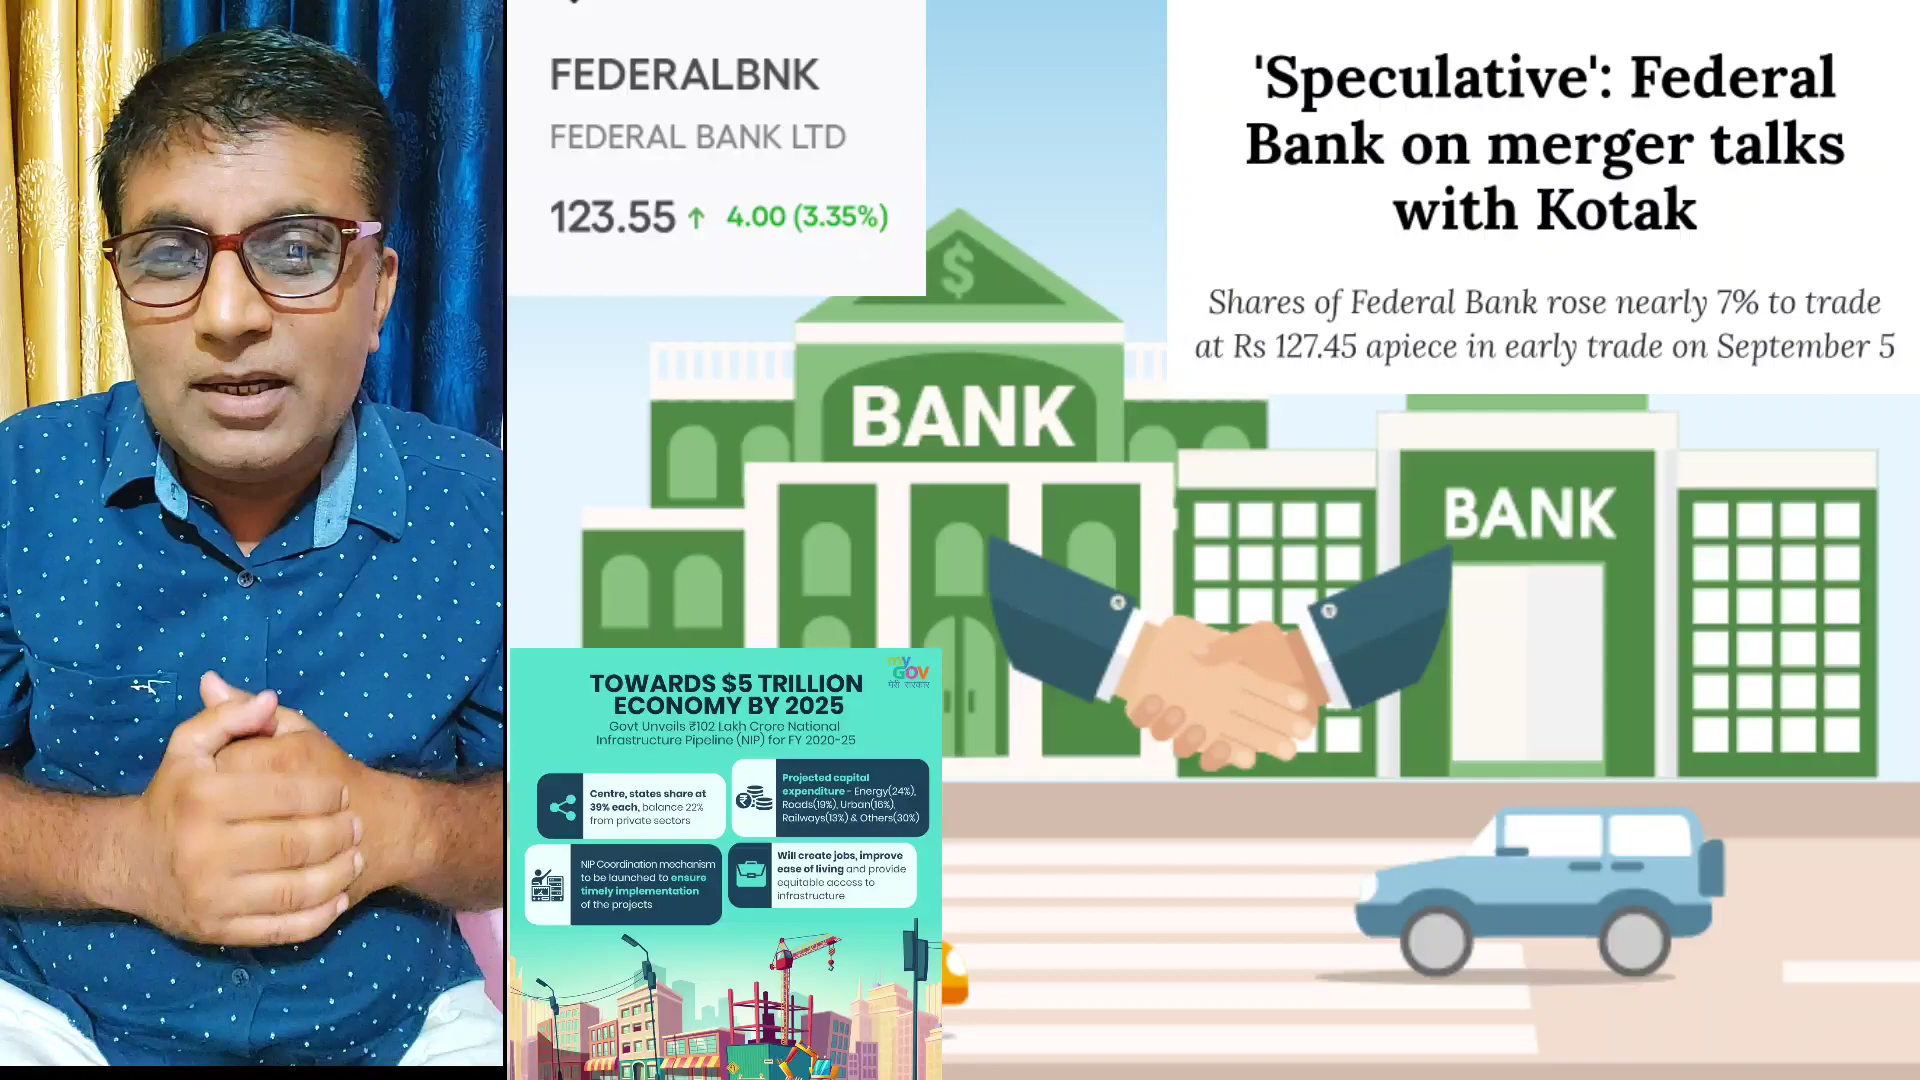 FEDERALBNK
FEDERAL BANK LTD
123.55↑ 4.00 (3.35%)
'Speculative': Federal
Bank on merger talks
with Kotak
Shares of Federal Bank rose nearly 7% to trade
at Rs 127.45 apiece in early trade on September 5
$
BANK
BANK
my
GOV
मेरी सरकार
TOWARDS $5 TRILLION
ECONOMY BY 2025
Govt Unveils ₹102 Lakh Crore National
Infrastructure Pipeline (NIP) for FY 2020-25
Centre, states share at
39% each, balance 22%
from private sectors
₹
Projected capital
expenditure - Energy(24%),
Roads(19%), Urban(16%),
Railways(13%) & Others(30%)
NIP Coordination mechanism
to be launched to ensure
timely implementation
of the projects
Will create jobs, improve
ease of living and provide
equitable access to
infrastructure